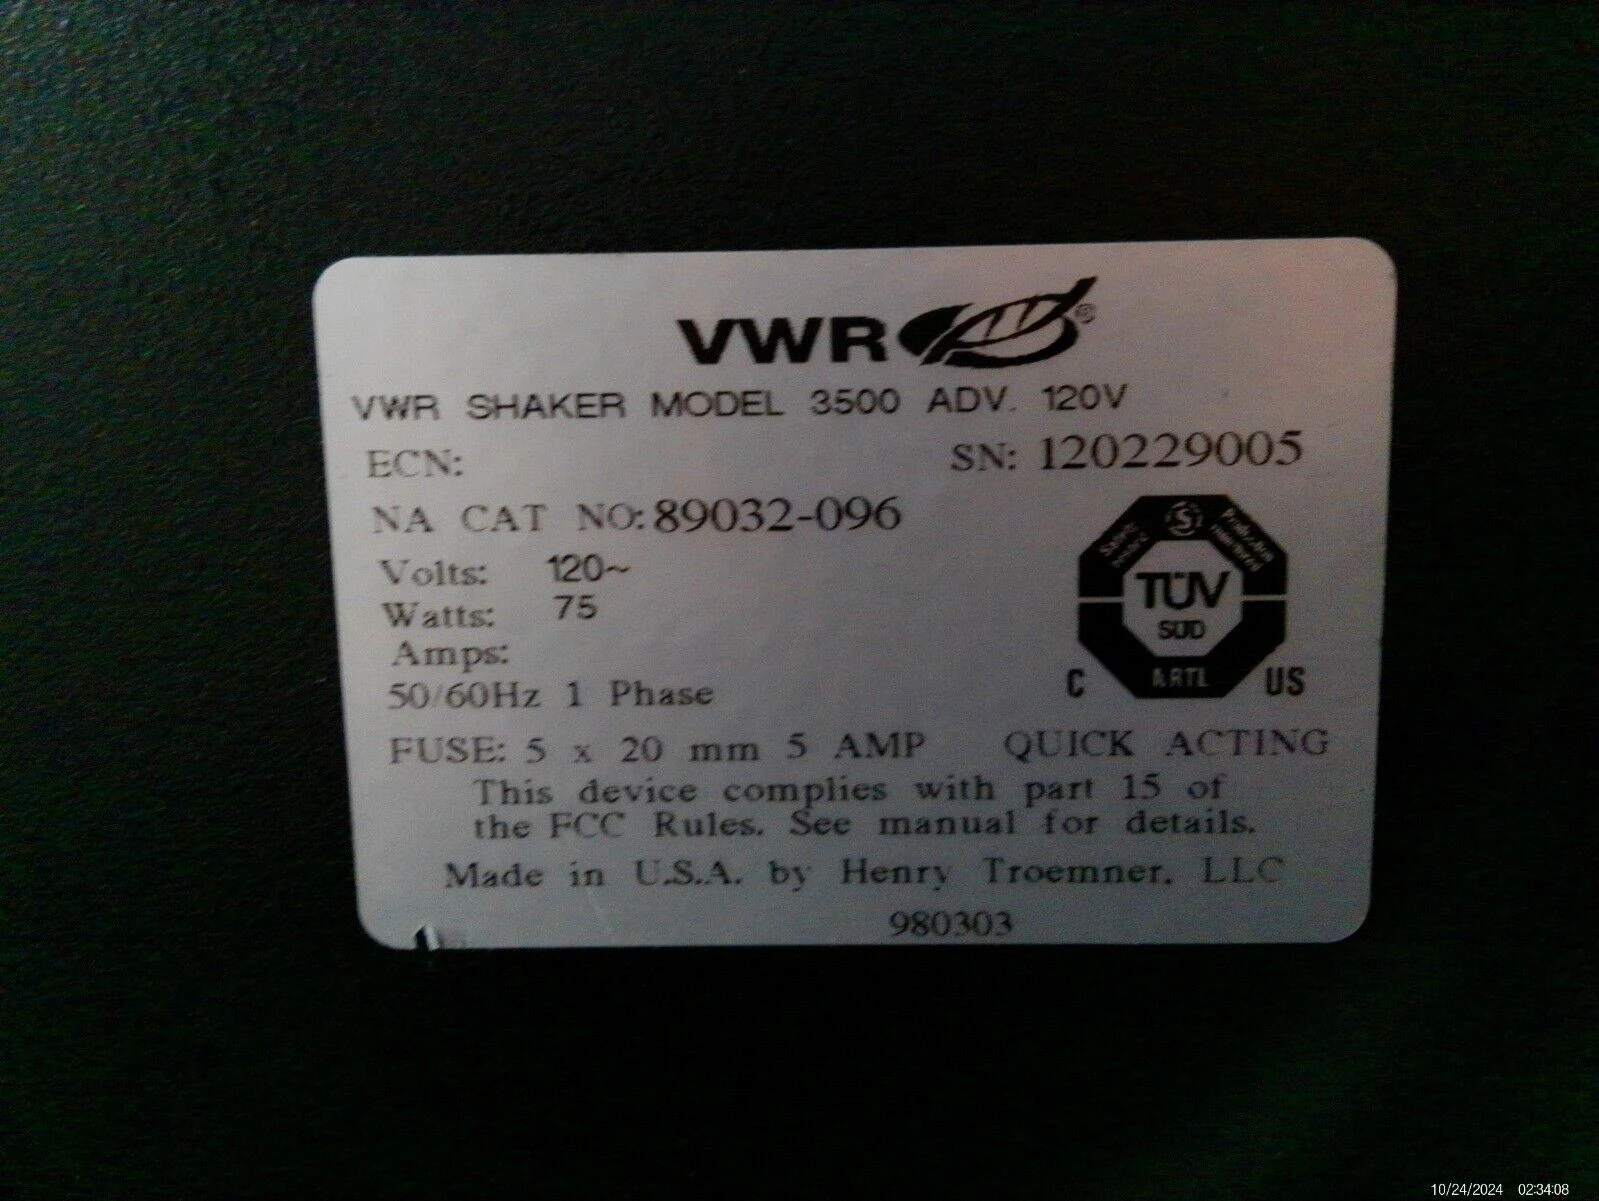 VWR®
VWR SHAKER MODEL 3500 ADV. 120V
ECN: SN: 120229005
NA CAT NO: 89032-096
Volts: 120~
Watts: 75
Amps:
50/60Hz 1 Phase
TÜV
SÜD
C NRTL US
FUSE: 5 x 20 mm 5 AMP QUICK ACTING
This device complies with part 15 of
the FCC Rules. See manual for details.
Made in U.S.A. by Henry Troemner, LLC
980303
10/24/2024 02:34:08